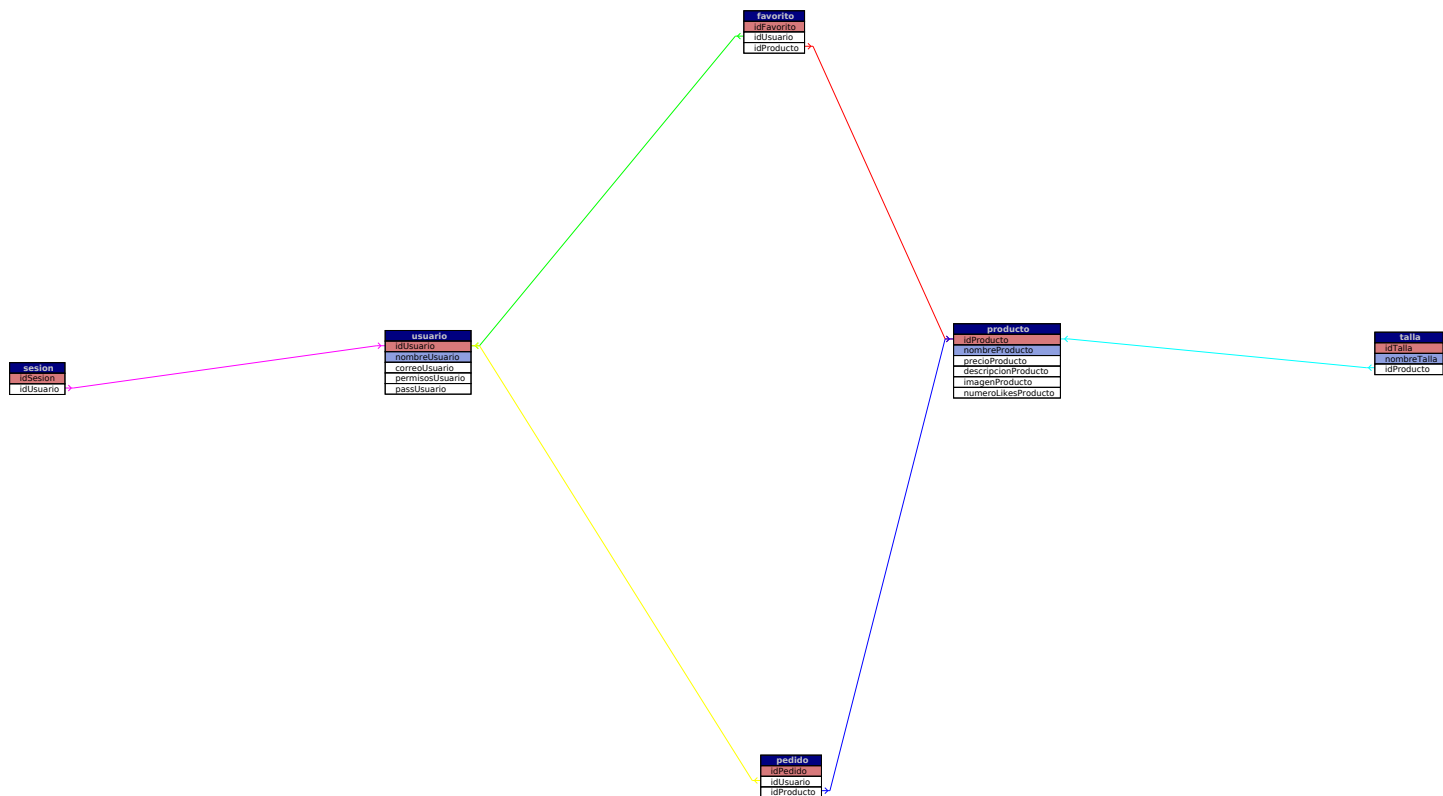 favorito
idFavorito
idUsuario
idProducto
usuario
idUsuario
nombreUsuario
correoUsuario
permisosUsuario
passUsuario
producto
idProducto
nombreProducto
precioProducto
descripcionProducto
imagenProducto
numeroLikesProducto
talla
idTalla
nombreTalla
idProducto
sesion
idSesion
idUsuario
pedido
idPedido
idUsuario
idProducto